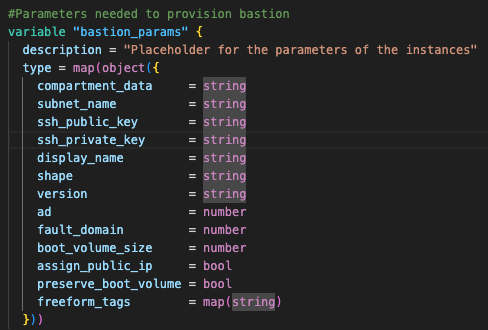 #Parameters needed to provision bastion
variable "bastion_params" {
  description = "Placeholder for the parameters of the instances"
  type = map(object({
    compartment_data     = string
    subnet_name          = string
    ssh_public_key       = string
    ssh_private_key      = string
    display_name         = string
    shape                = string
    version              = string
    ad                   = number
    fault_domain         = number
    boot_volume_size     = number
    assign_public_ip     = bool
    preserve_boot_volume = bool
    freeform_tags        = map(string)
  }))